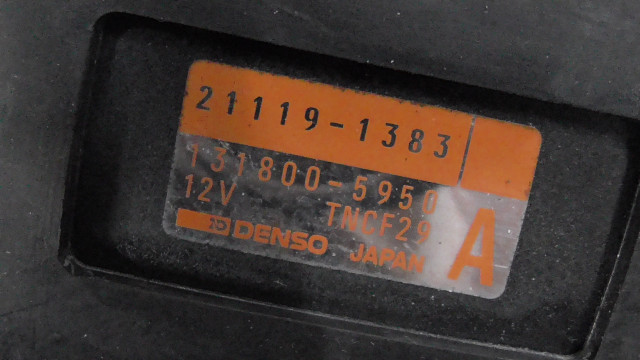 21119-1383
131800-5950
12V TNCF29
DENSO JAPAN A